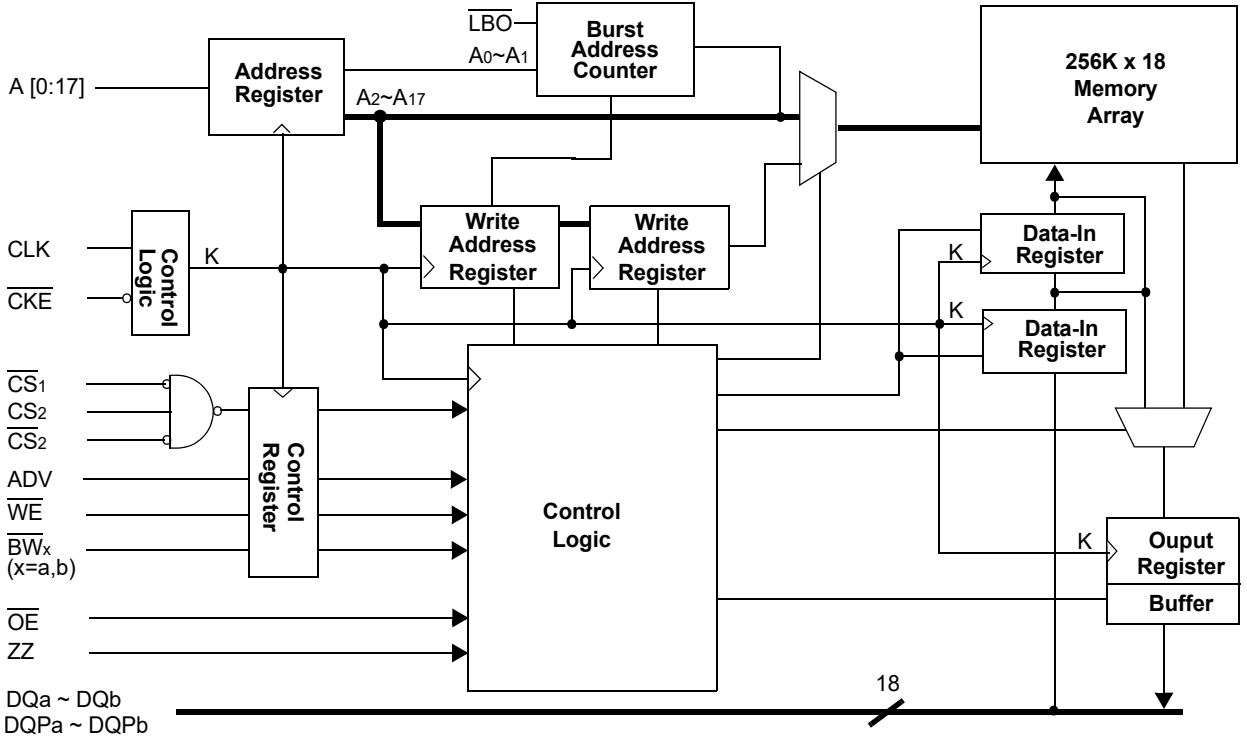 LBO
Burst
Address
Counter
A0~A1
256K x 18
Memory
Array
A [0:17]
Address
Register
A2~A17
Write
Address
Register
Write
Address
Register
Data-In
Register
K
CLK
CKE
Control
Logic
K
K
Data-In
Register
CS1
CS2
CS2
ADV
WE
BWx
(x=a,b)
Control
Register
Control
Logic
K
Ouput
Register
Buffer
OE
ZZ
DQa ~ DQb
DQPa ~ DQPb
18